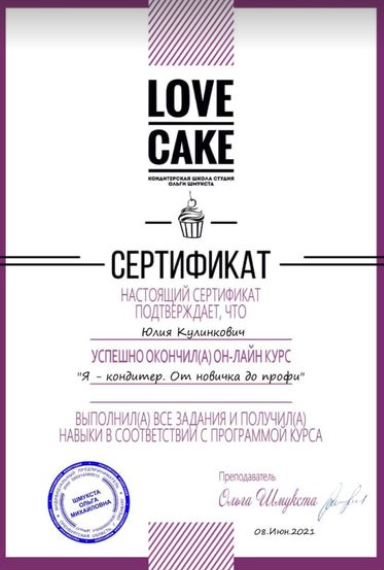 LOVE
CAKE
КОНДИТЕРСКАЯ ШКОЛА СТУДИЯ
ОЛЬГИ ШМУКСТА
СЕРТИФИКАТ
НАСТОЯЩИЙ СЕРТИФИКАТ
ПОДТВЕРЖДАЕТ, ЧТО
Юлия Кулинкович
УСПЕШНО ОКОНЧИЛ(А) ОН-ЛАЙН КУРС
"Я - кондитер. От новичка до профи"
ВЫПОЛНИЛ(А) ВСЕ ЗАДАНИЯ И ПОЛУЧИЛ(А)
НАВЫКИ В СООТВЕТСТВИИ С ПРОГРАММОЙ КУРСА
ШМУКСТА
ОЛЬГА
МИХАЙЛОВНА
Преподаватель
Ольга Шмукста
08.Июн.2021